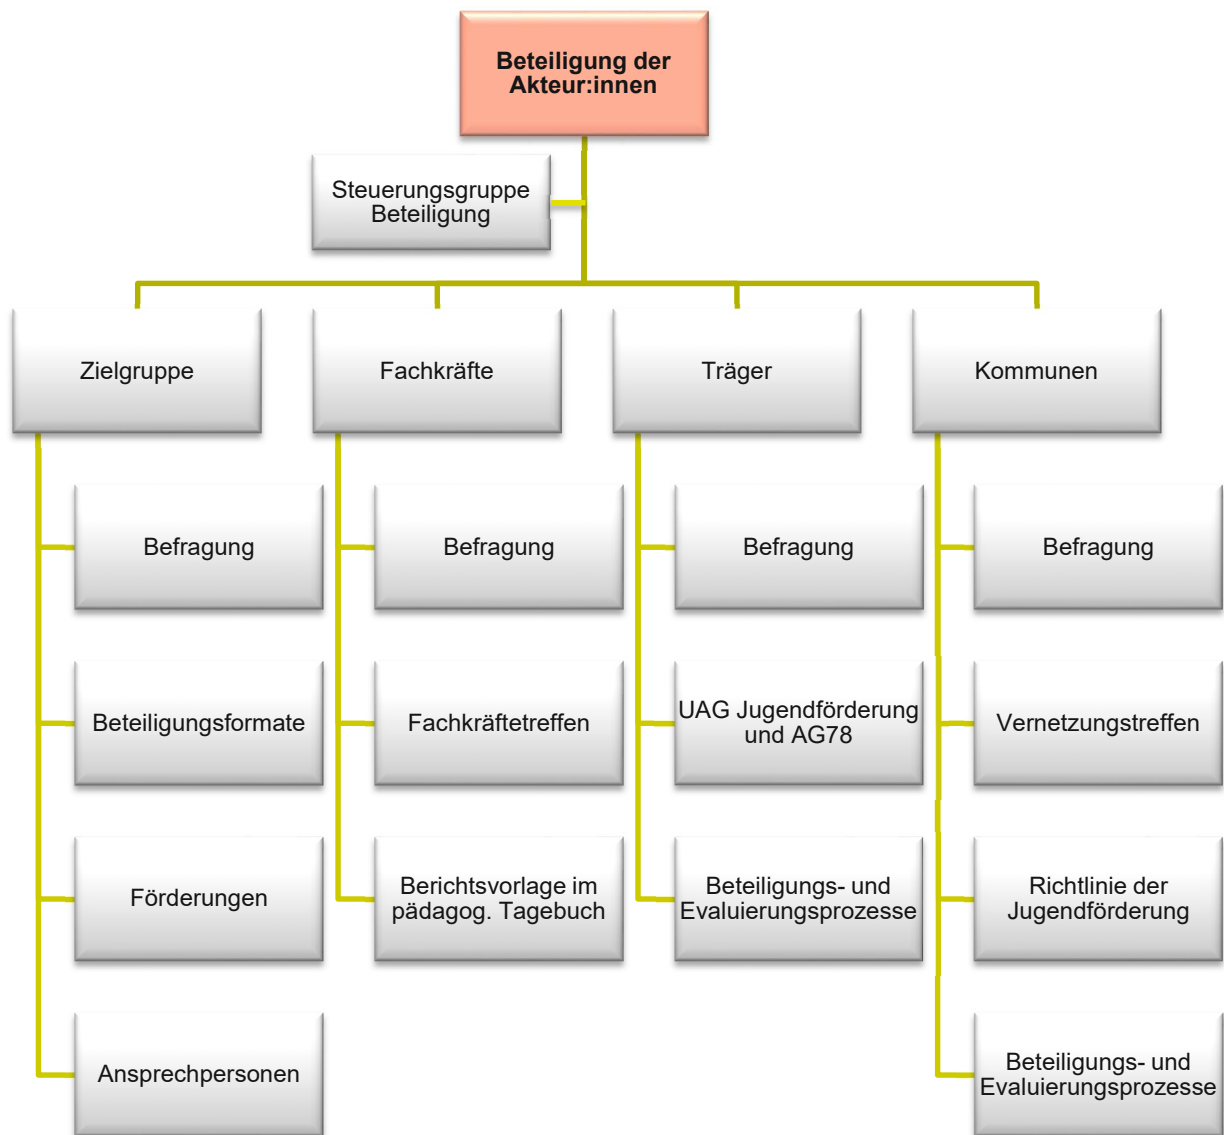 Beteiligung der
Akteur:innen
Steuerungsgruppe
Beteiligung
Zielgruppe
Fachkräfte
Träger
Kommunen
Befragung
Befragung
Befragung
Befragung
Beteiligungsformate
Fachkräftetreffen
UAG Jugendförderung
und AG78
Vernetzungstreffen
Förderungen
Berichtsvorlage im
pädagog. Tagebuch
Beteiligungs- und
Evaluierungsprozesse
Richtlinie der
Jugendförderung
Ansprechpersonen
Beteiligungs- und
Evaluierungsprozesse